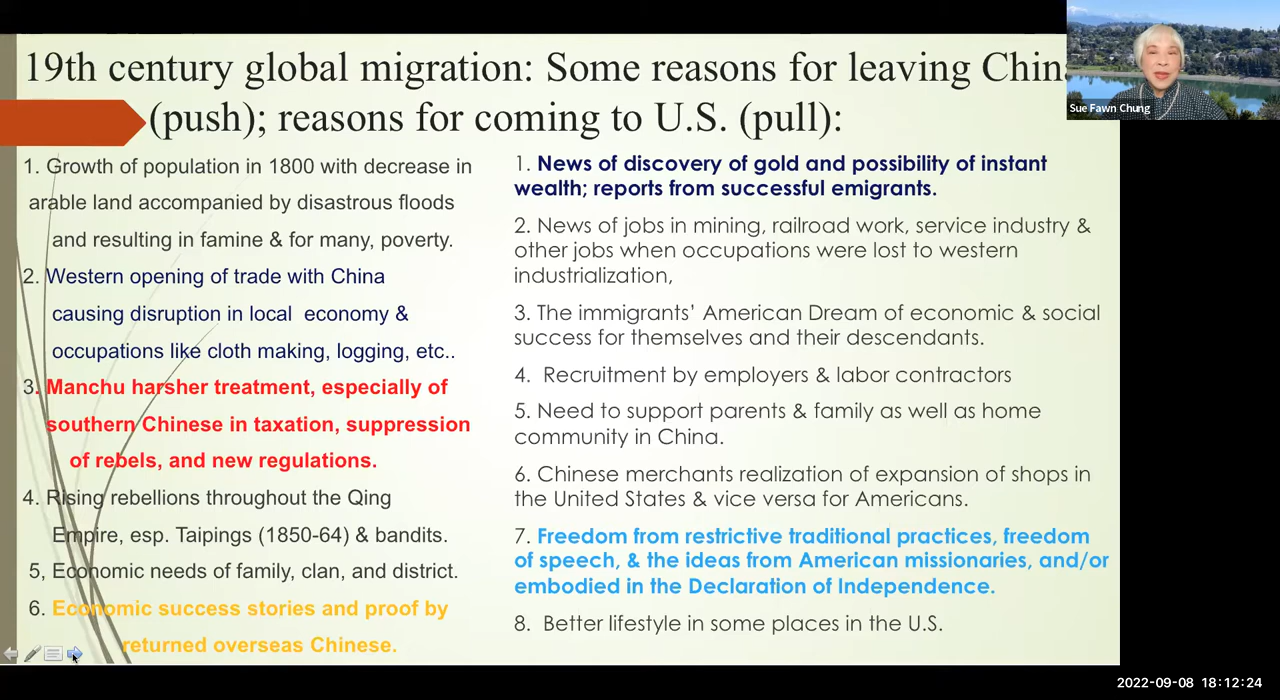 19th century global migration: Some reasons for leaving Chin
(push); reasons for coming to U.S. (pull):
Sue Fawn Chung
1. Growth of population in 1800 with decrease in
arable land accompanied by disastrous floods
and resulting in famine & for many, poverty.
2. Western opening of trade with China
causing disruption in local economy &
occupations like cloth making, logging, etc..
3. Manchu harsher treatment, especially of
southern Chinese in taxation, suppression
of rebels, and new regulations.
4. Rising rebellions throughout the Qing
Empire, esp. Taipings (1850-64) & bandits.
5, Economic needs of family, clan, and district.
6. Economic success stories and proof by
returned overseas Chinese.
1. News of discovery of gold and possibility of instant
wealth; reports from successful emigrants.
2. News of jobs in mining, railroad work, service industry &
other jobs when occupations were lost to western
industrialization,
3. The immigrants’ American Dream of economic & social
success for themselves and their descendants.
4. Recruitment by employers & labor contractors
5. Need to support parents & family as well as home
community in China.
6. Chinese merchants realization of expansion of shops in
the United States & vice versa for Americans.
7. Freedom from restrictive traditional practices, freedom
of speech, & the ideas from American missionaries, and/or
embodied in the Declaration of Independence.
8. Better lifestyle in some places in the U.S.
2022-09-08 18:12:24